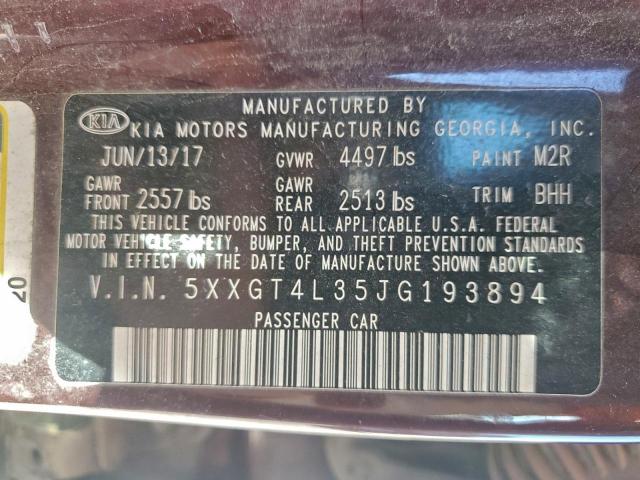 MANUFACTURED BY
KIA KIA MOTORS MANUFACTURING GEORGIA, INC.
JUN/13/17 GVWR 4497 lbs PAINT M2R
GAWR FRONT 2557 lbs GAWR REAR 2513 lbs TRIM BHH
THIS VEHICLE CONFORMS TO ALL APPLICABLE U.S.A. FEDERAL
MOTOR VEHICLE SAFETY, BUMPER, AND THEFT PREVENTION STANDARDS
IN EFFECT ON THE DATE OF MANUFACTURE SHOWN ABOVE.
V.I.N. 5XXGT4L35JG193894
PASSENGER CAR